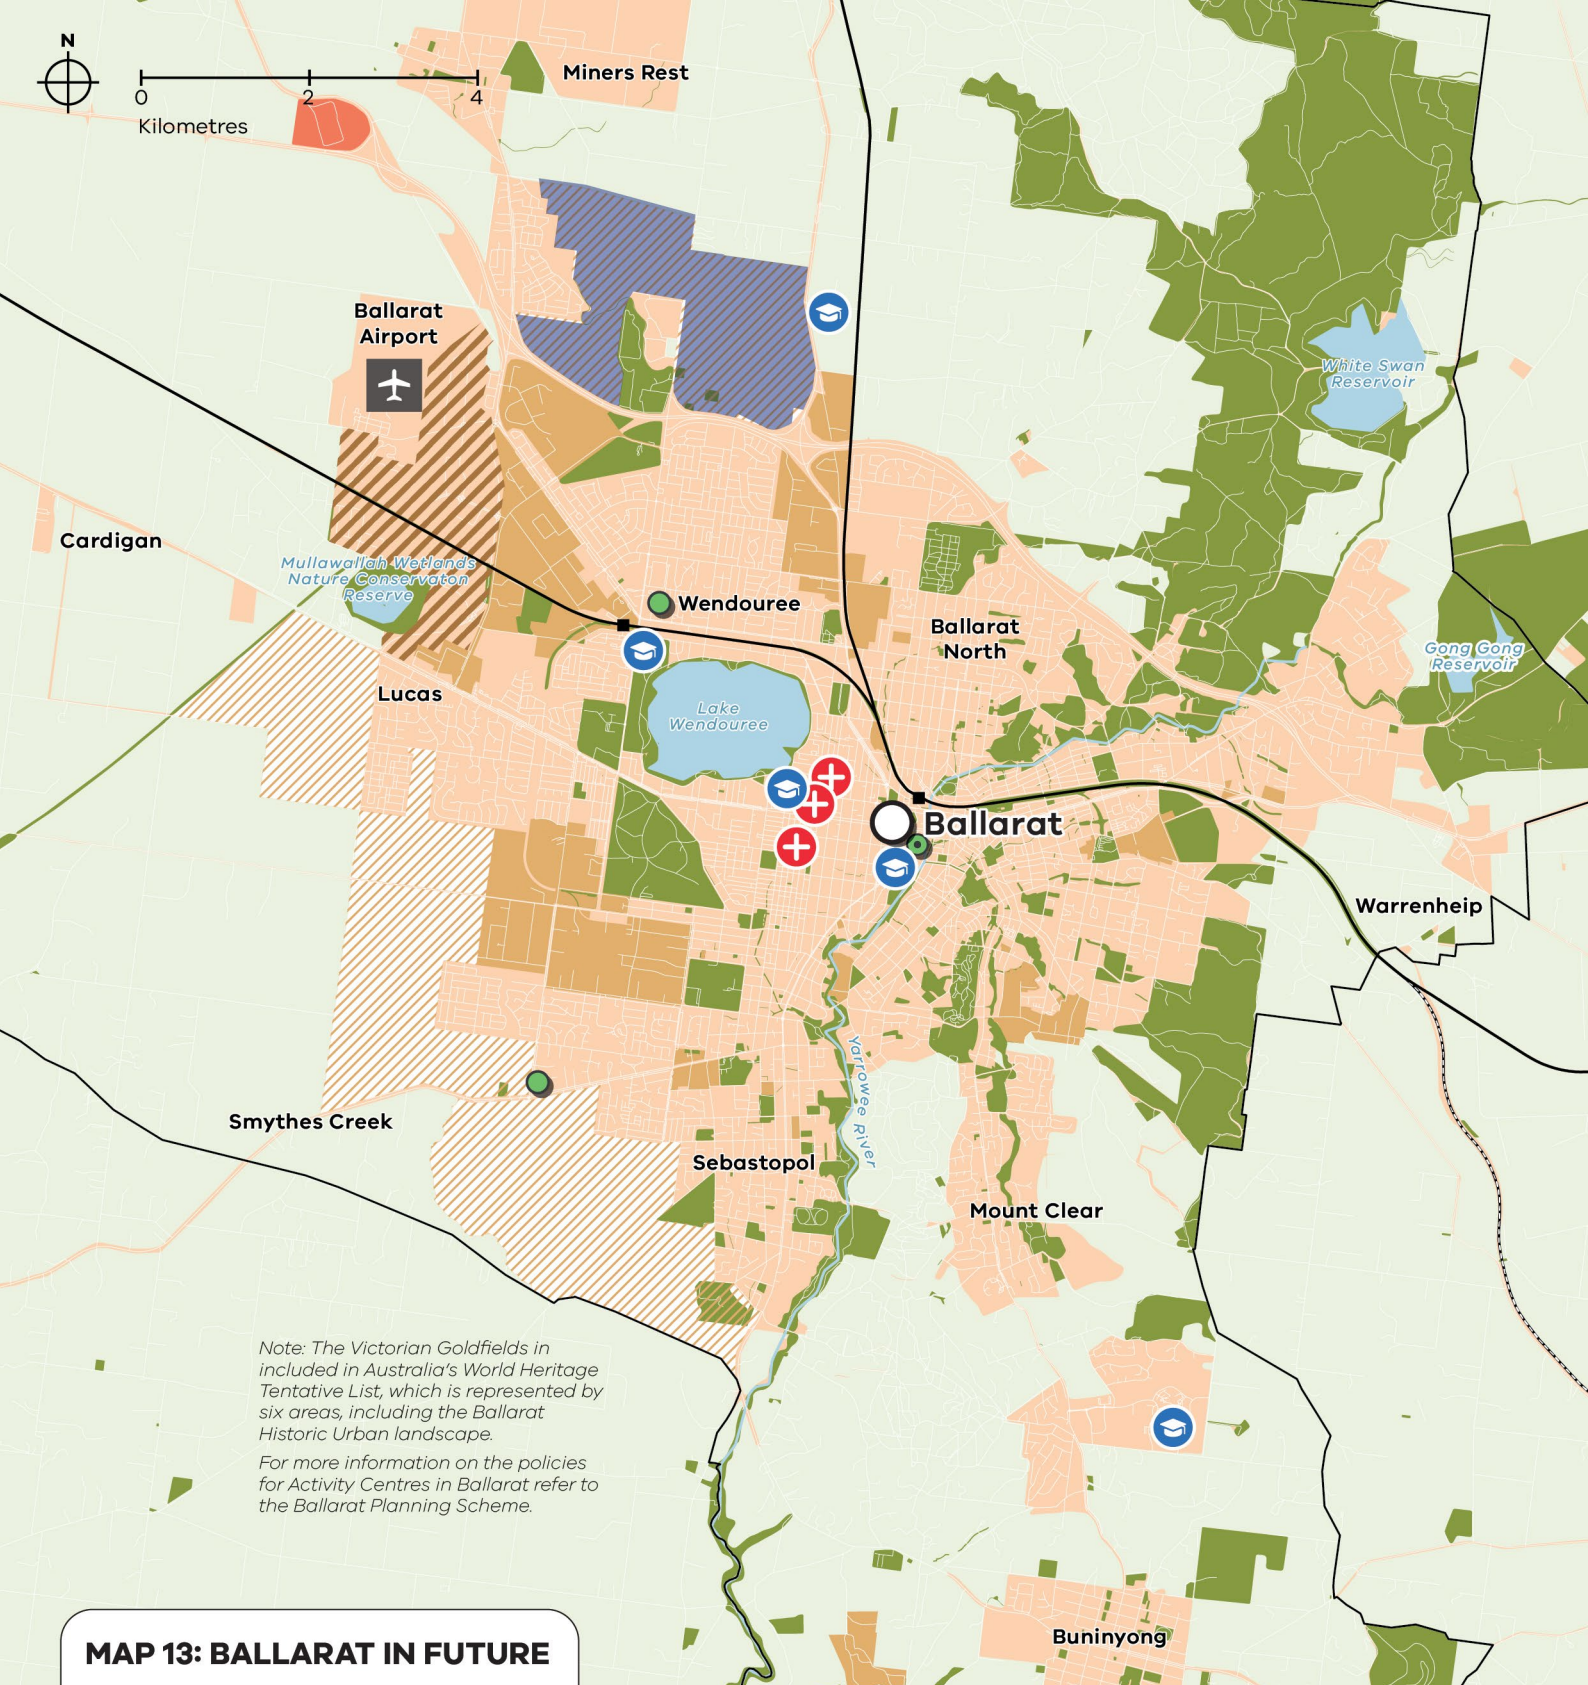 N
0 2 4
Kilometres
Miners Rest
Ballarat
Airport
White Swan
Reservoir
Cardigan
Mullawallah Wetlands
Nature Conservaton
Reserve
Wendouree
Ballarat
North
Gong Gong
Reservoir
Lucas
Lake
Wendouree
Ballarat
Warrenheip
Yarrowee River
Smythes Creek
Sebastopol
Mount Clear
Note: The Victorian Goldfields in
included in Australia's World Heritage
Tentative List, which is represented by
six areas, including the Ballarat
Historic Urban landscape.
For more information on the policies
for Activity Centres in Ballarat refer to
the Ballarat Planning Scheme.
Buninyong
MAP 13: BALLARAT IN FUTURE